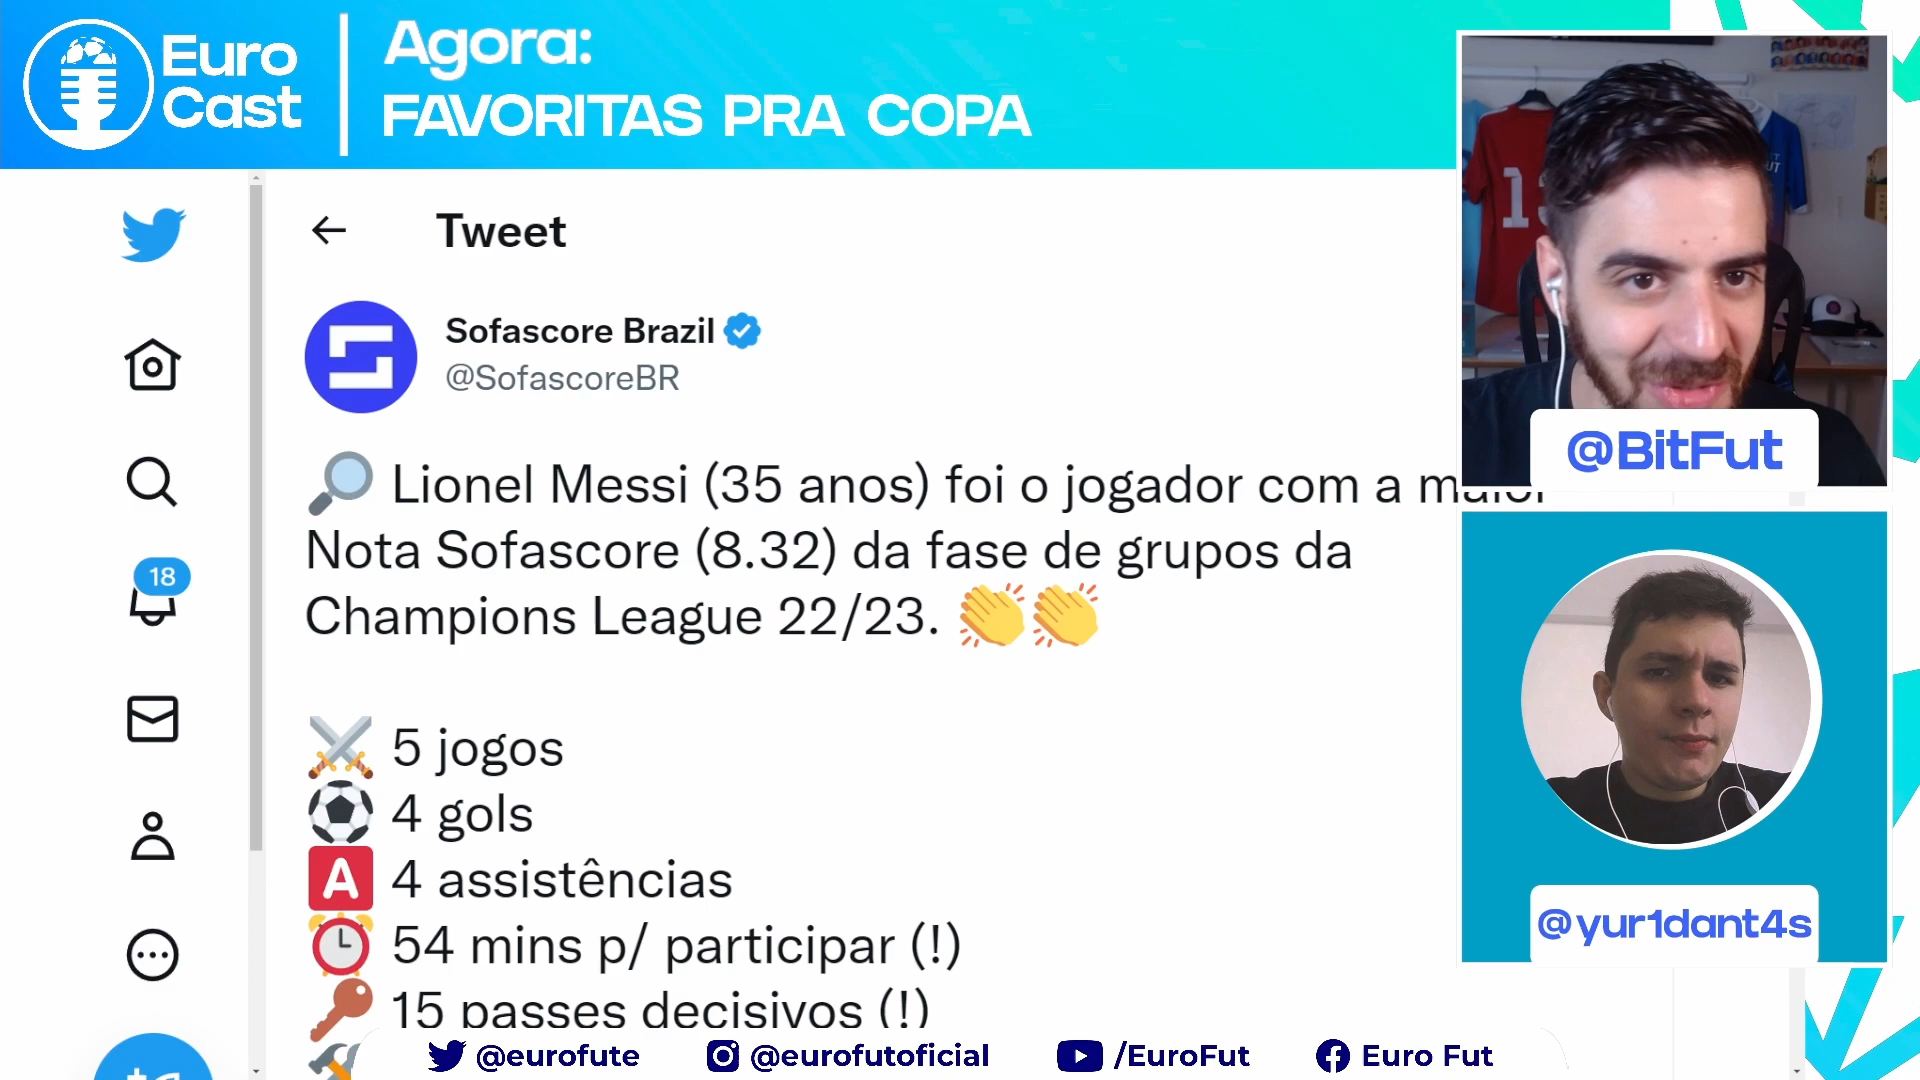 Euro
Cast
Agora:
FAVORITAS PRA COPA
Tweet
Sofascore Brazil
@SofascoreBR
Lionel Messi (35 anos) foi o jogador com a maior
Nota Sofascore (8.32) da fase de grupos da
Champions League 22/23. 👏👏
5 jogos
4 gols
A 4 assistências
54 mins p/ participar (!)
15 passes decisivos (!)
18
@BitFut
@yur1dant4s
@eurofute
@eurofutoficial
/EuroFut
Euro Fut